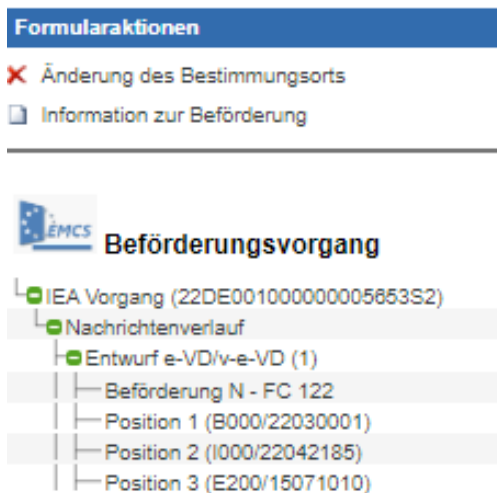 Formularaktionen
Änderung des Bestimmungsorts
Information zur Beförderung
EMCS Beförderungsvorgang
IEA Vorgang (22DE001000000005653S2)
Nachrichtenverlauf
Entwurf e-VD/v-e-VD (1)
Beförderung N - FC 122
Position 1 (B000/22030001)
Position 2 (I000/22042185)
Position 3 (E200/15071010)